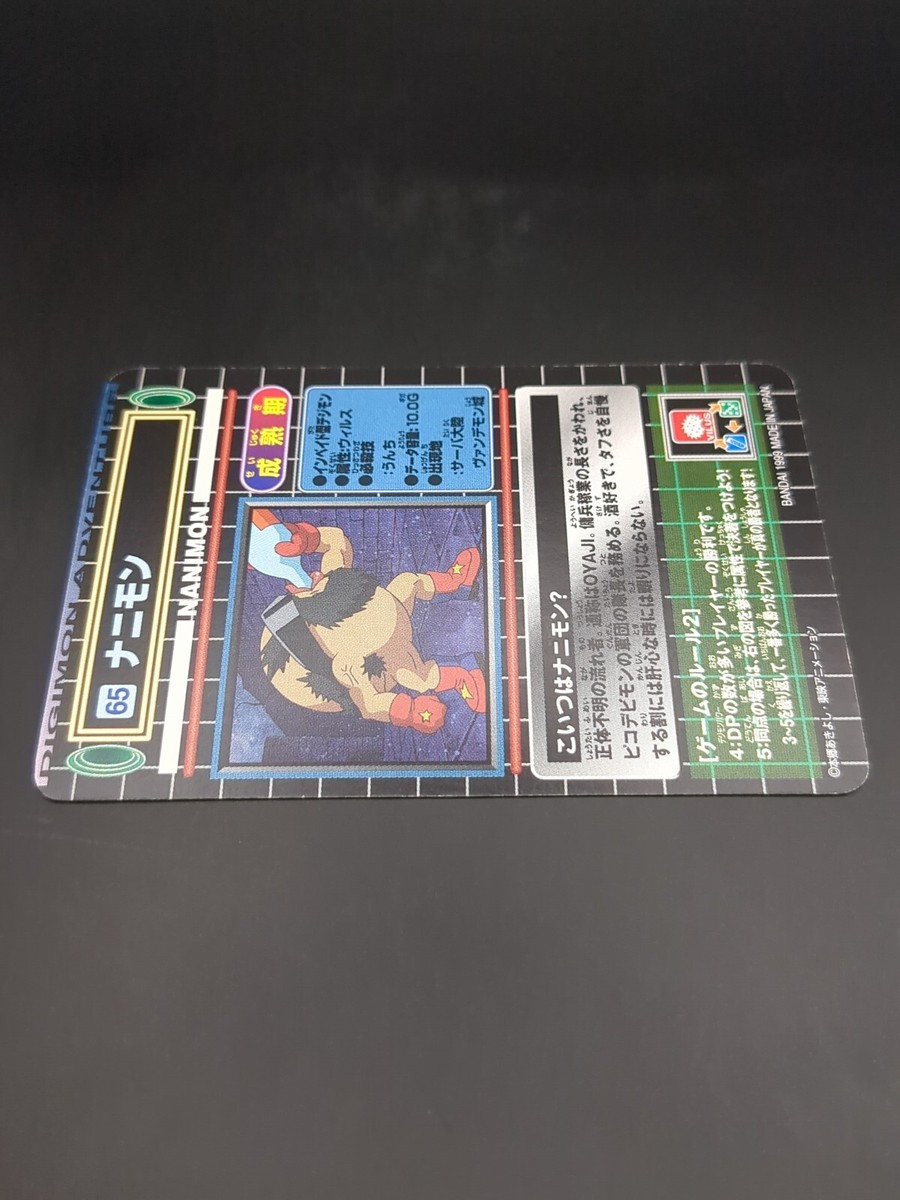 DIGIMON ADVENTURE
65 ナニモン
NANIMON
成熟期
●インベイド型デジモン
●属性:ウィルス
●必殺技
:うんち
●データ容量:10.0G
●出現地
:サーバ大陸
ヴァンデモン城
こいつはナニモン?
正体不明の流れ者。通称はOYAJI。傭兵稼業の長さをかわれ、
ピコデビモンの軍団の隊長を務める。酒好きで、タフさを自慢
する割には肝心な時には頼りにならない。
[ゲームのルール2]
4:DPの数が多いプレイヤーの勝利です。
5:同点の場合は、右の図を参考に属性で決着をつけよう!
3~5を繰り返して、一番多く勝ったプレイヤーが真の勝者となります!
VILUS
©本郷あきよし・東映アニメーション
BANDAI 1999 MADE IN JAPAN